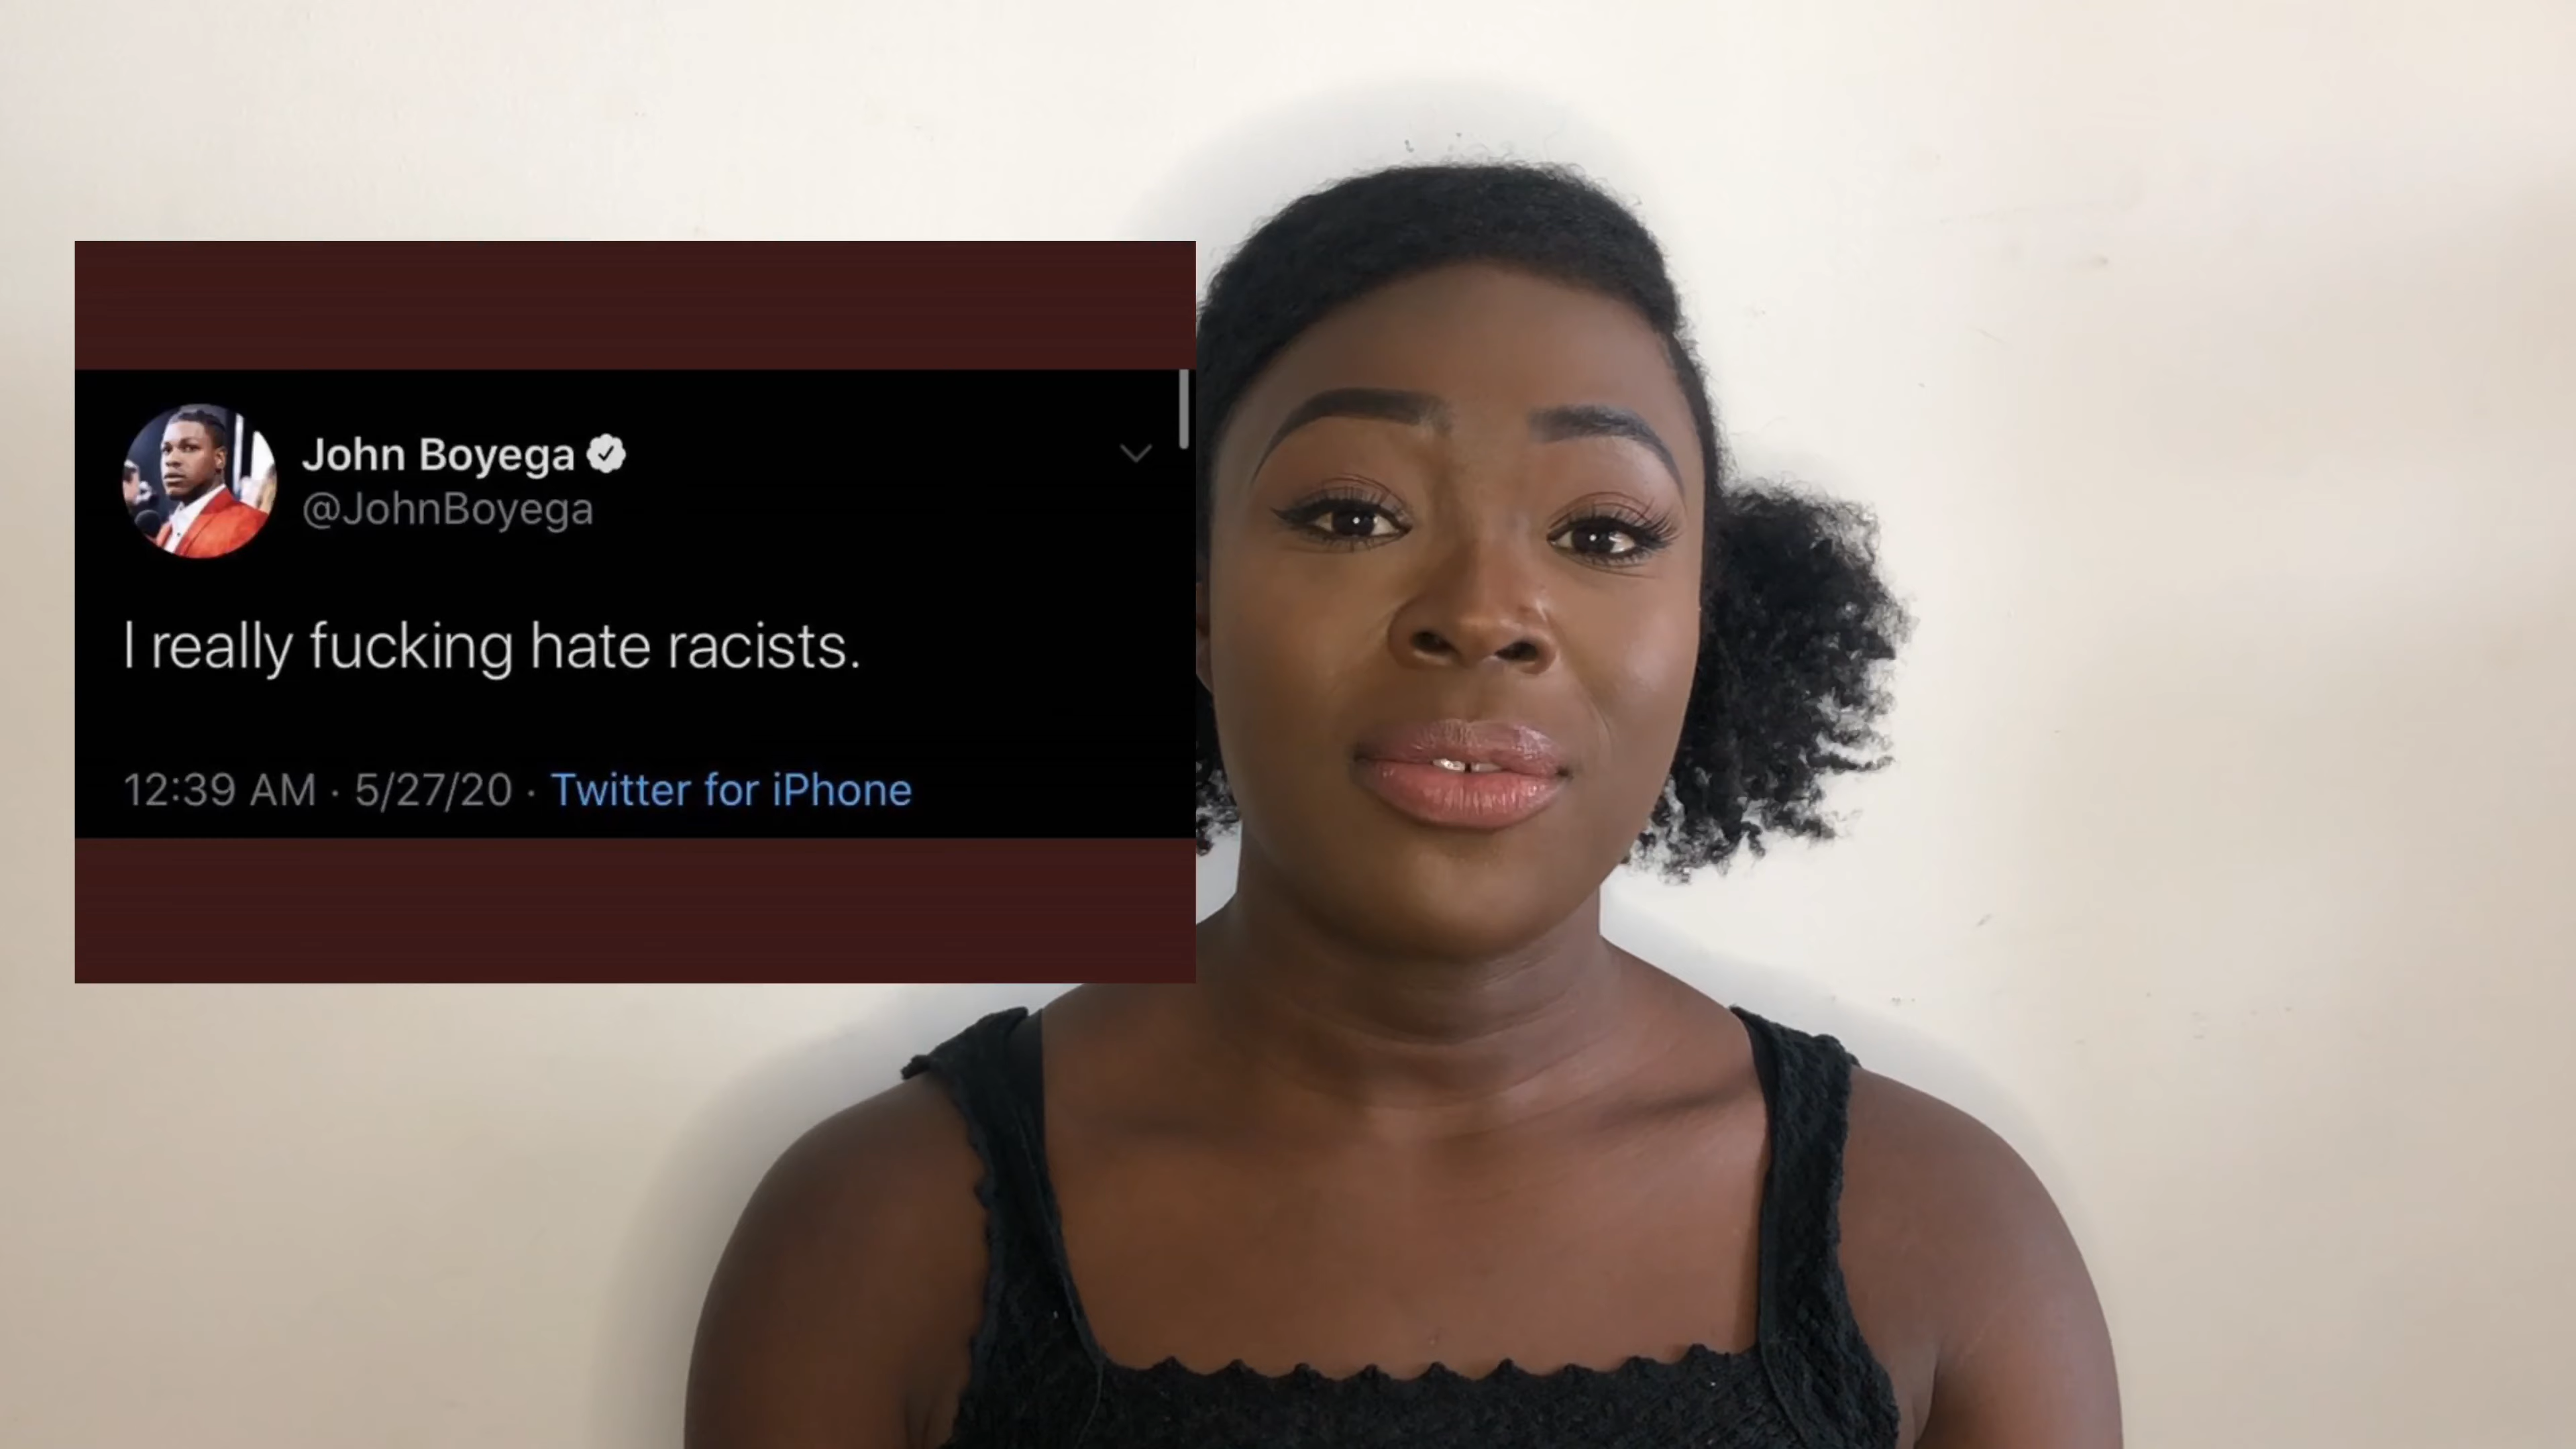 John Boyega
@JohnBoyega
I really fucking hate racists.
12:39 AM · 5/27/20 · Twitter for iPhone